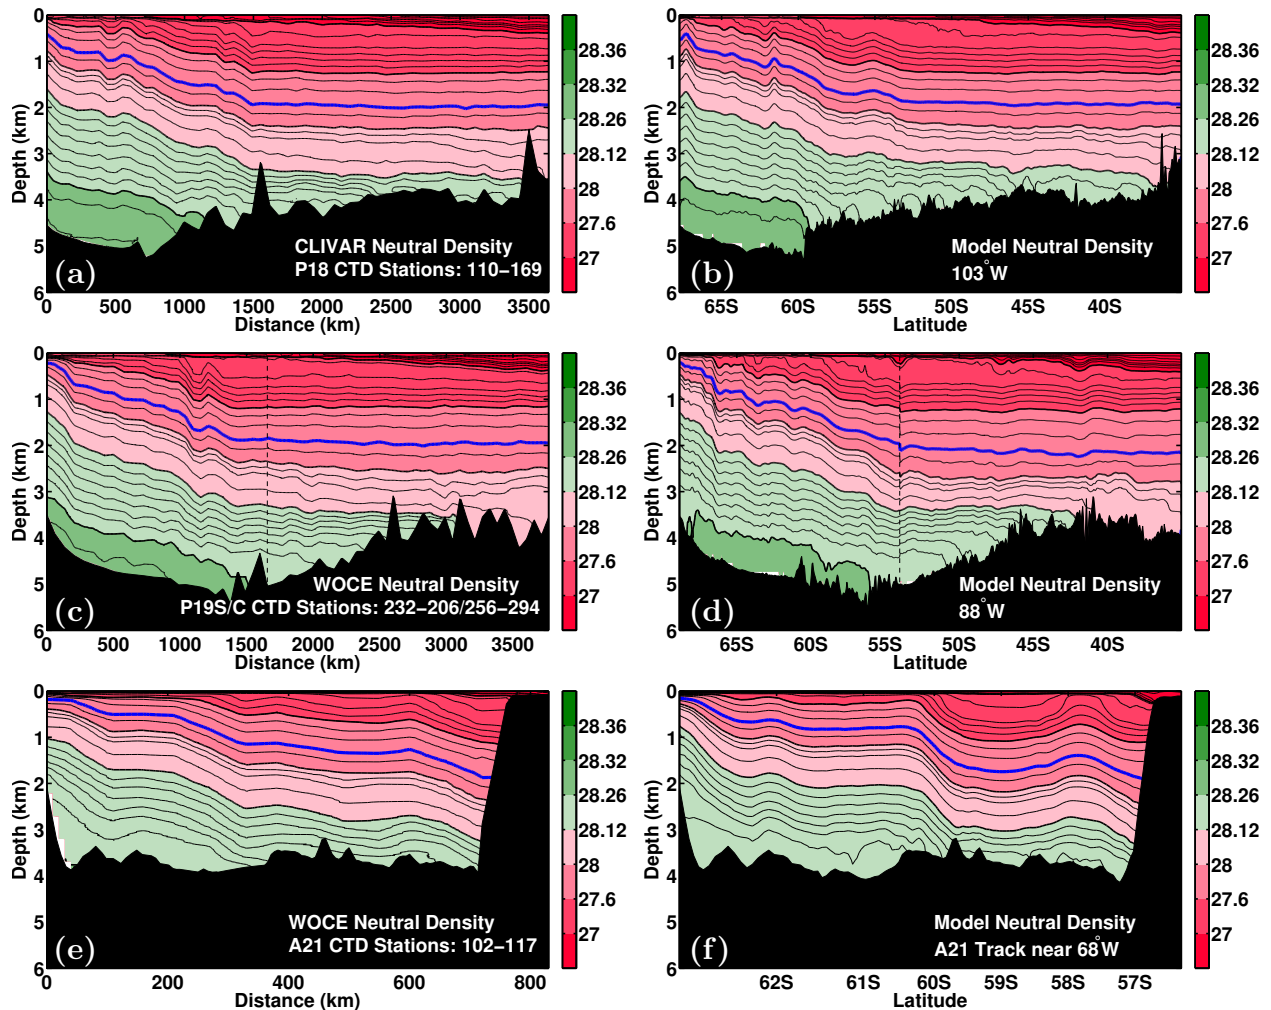 0
1
2
3
4
5
6
Depth (km)
0
500
1000
1500
2000
2500
3000
3500
Distance (km)
CLIVAR Neutral Density
P18 CTD Stations: 110−169
(a)
28.36
28.32
28.26
28.12
28
27.6
27
0
1
2
3
4
5
6
Depth (km)
65S
60S
55S
50S
45S
40S
Latitude
Model Neutral Density
103°W
(b)
28.36
28.32
28.26
28.12
28
27.6
27
0
1
2
3
4
5
6
Depth (km)
0
500
1000
1500
2000
2500
3000
3500
Distance (km)
WOCE Neutral Density
P19S/C CTD Stations: 232−206/256−294
(c)
28.36
28.32
28.26
28.12
28
27.6
27
0
1
2
3
4
5
6
Depth (km)
65S
60S
55S
50S
45S
40S
Latitude
Model Neutral Density
88°W
(d)
28.36
28.32
28.26
28.12
28
27.6
27
0
1
2
3
4
5
6
Depth (km)
0
200
400
600
800
Distance (km)
WOCE Neutral Density
A21 CTD Stations: 102−117
(e)
28.36
28.32
28.26
28.12
28
27.6
27
0
1
2
3
4
5
6
Depth (km)
62S
61S
60S
59S
58S
57S
Latitude
Model Neutral Density
A21 Track near 68°W
(f)
28.36
28.32
28.26
28.12
28
27.6
27